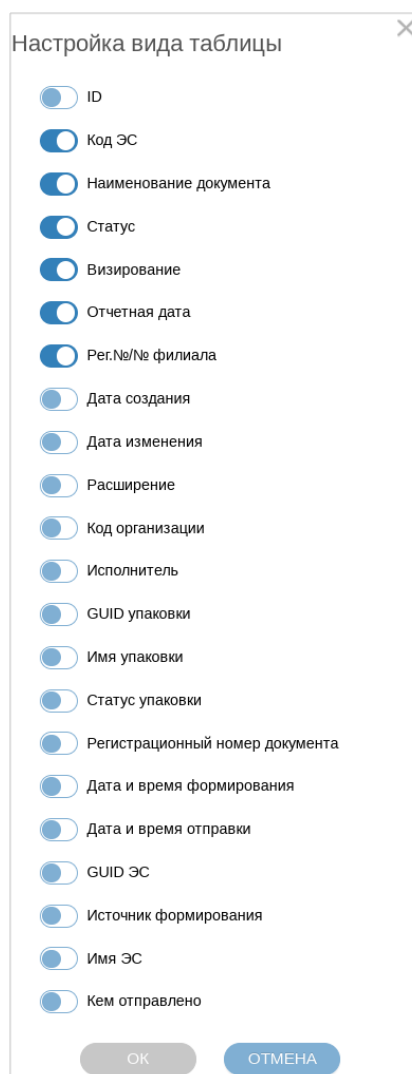 Настройка вида таблицы
ID
Код ЭС
Наименование документа
Статус
Визирование
Отчетная дата
Рег.№/№ филиала
Дата создания
Дата изменения
Расширение
Код организации
Исполнитель
GUID упаковки
Имя упаковки
Статус упаковки
Регистрационный номер документа
Дата и время формирования
Дата и время отправки
GUID ЭС
Источник формирования
Имя ЭС
Кем отправлено
ОК ОТМЕНА